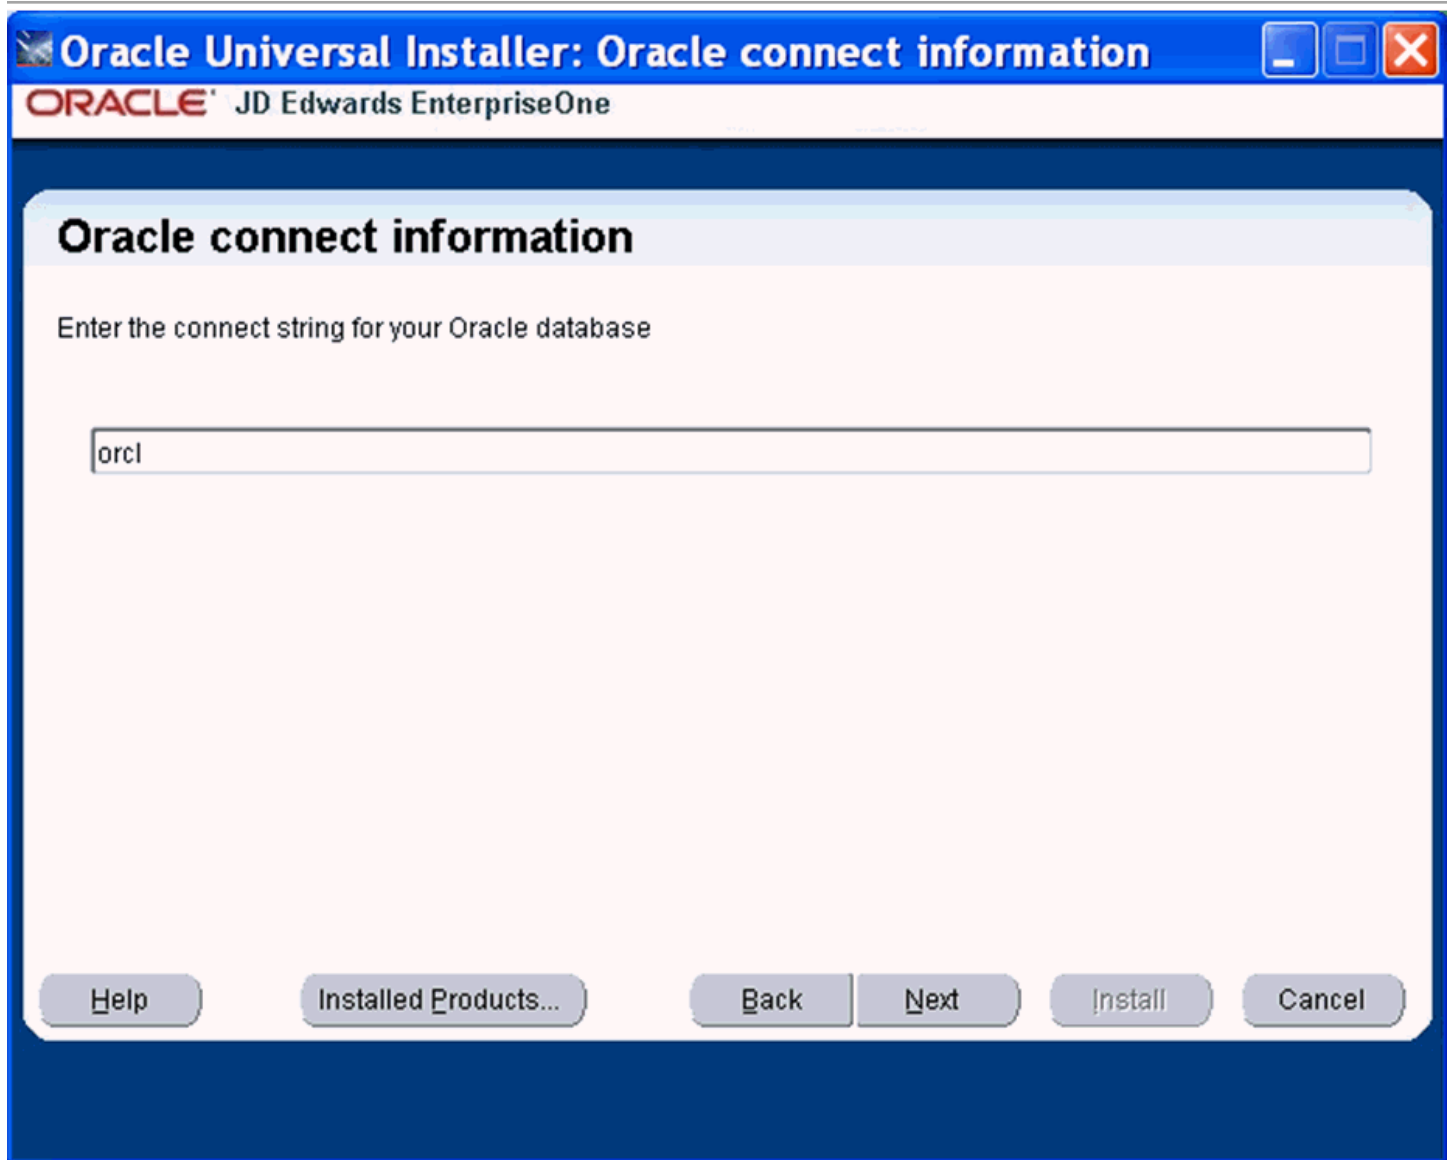 Oracle Universal Installer: Oracle connect information
ORACLE JD Edwards EnterpriseOne
Oracle connect information
Enter the connect string for your Oracle database
orcl
Help Installed Products... Back Next Install Cancel